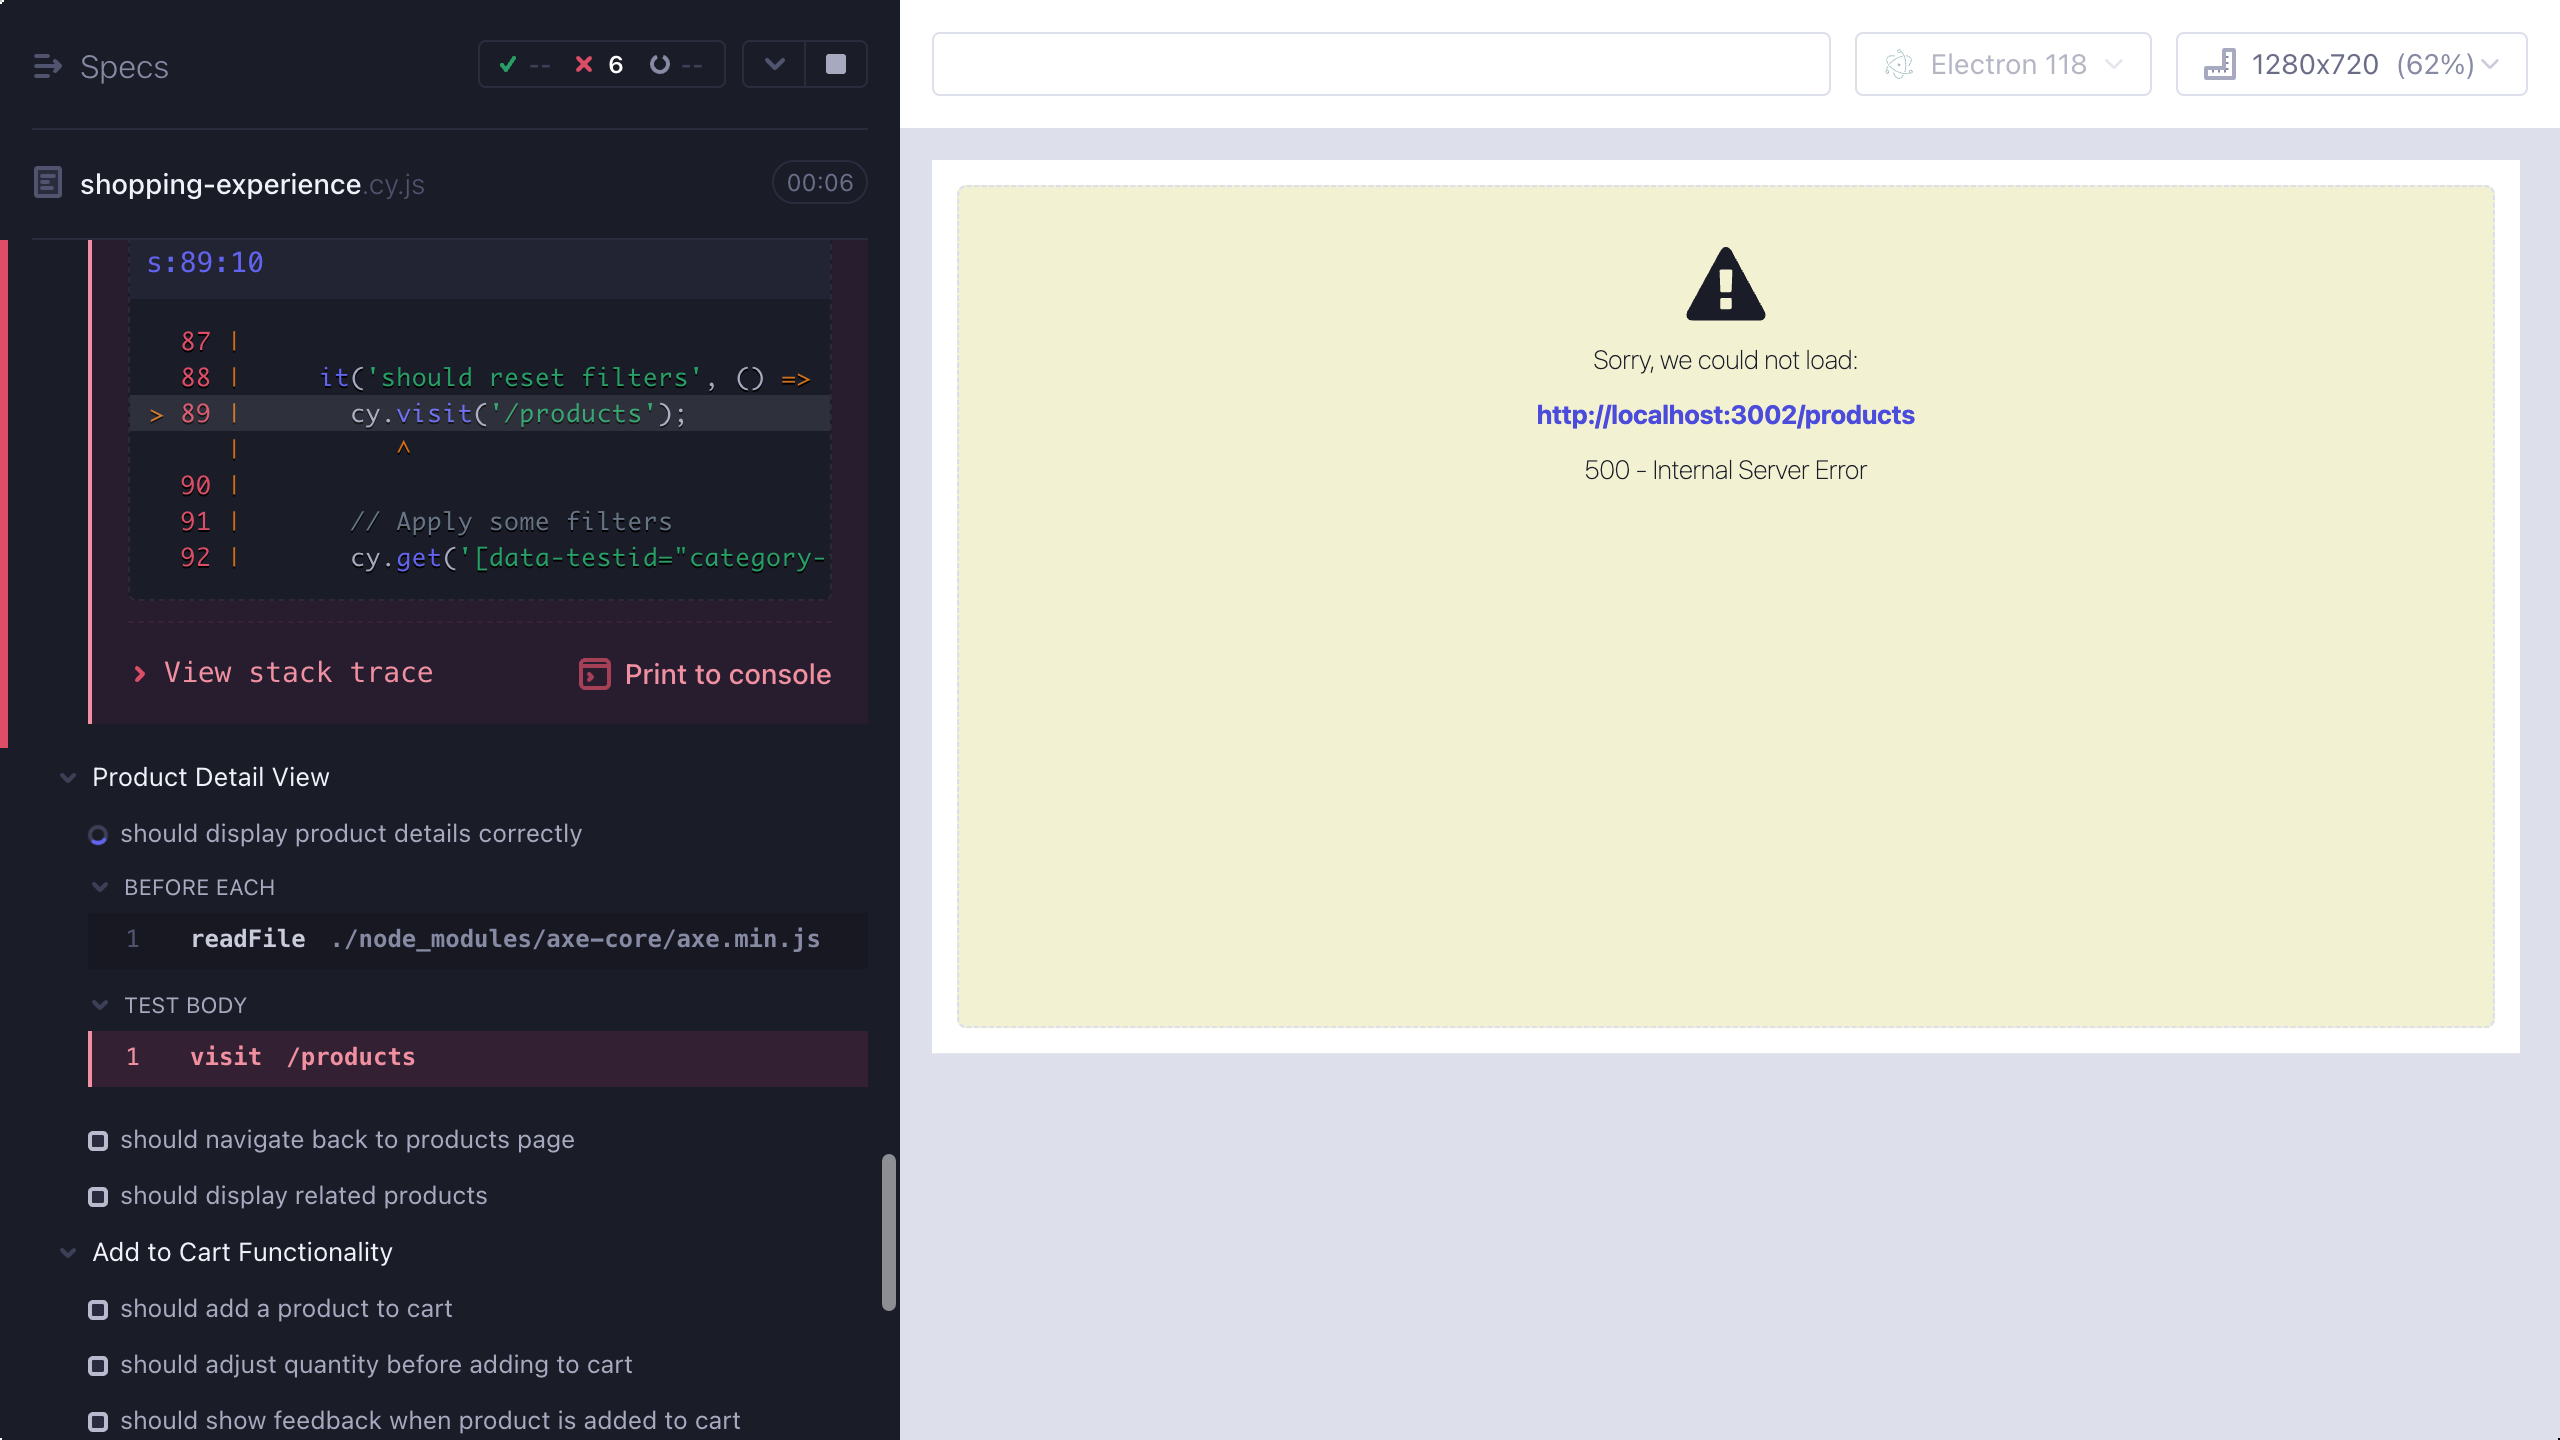 Specs
-- 6 --
shopping-experience.cy.js
00:06
s:89:10
87 |
88 | it('should reset filters', () =>
> 89 | cy.visit('/products');
| ^
90 |
91 | // Apply some filters
92 | cy.get('[data-testid="category-
View stack trace
Print to console
Product Detail View
should display product details correctly
BEFORE EACH
1 readFile ./node_modules/axe-core/axe.min.js
TEST BODY
1 visit /products
should navigate back to products page
should display related products
Add to Cart Functionality
should add a product to cart
should adjust quantity before adding to cart
should show feedback when product is added to cart
Electron 118
1280x720 (62%)
Sorry, we could not load:
http://localhost:3002/products
500 - Internal Server Error